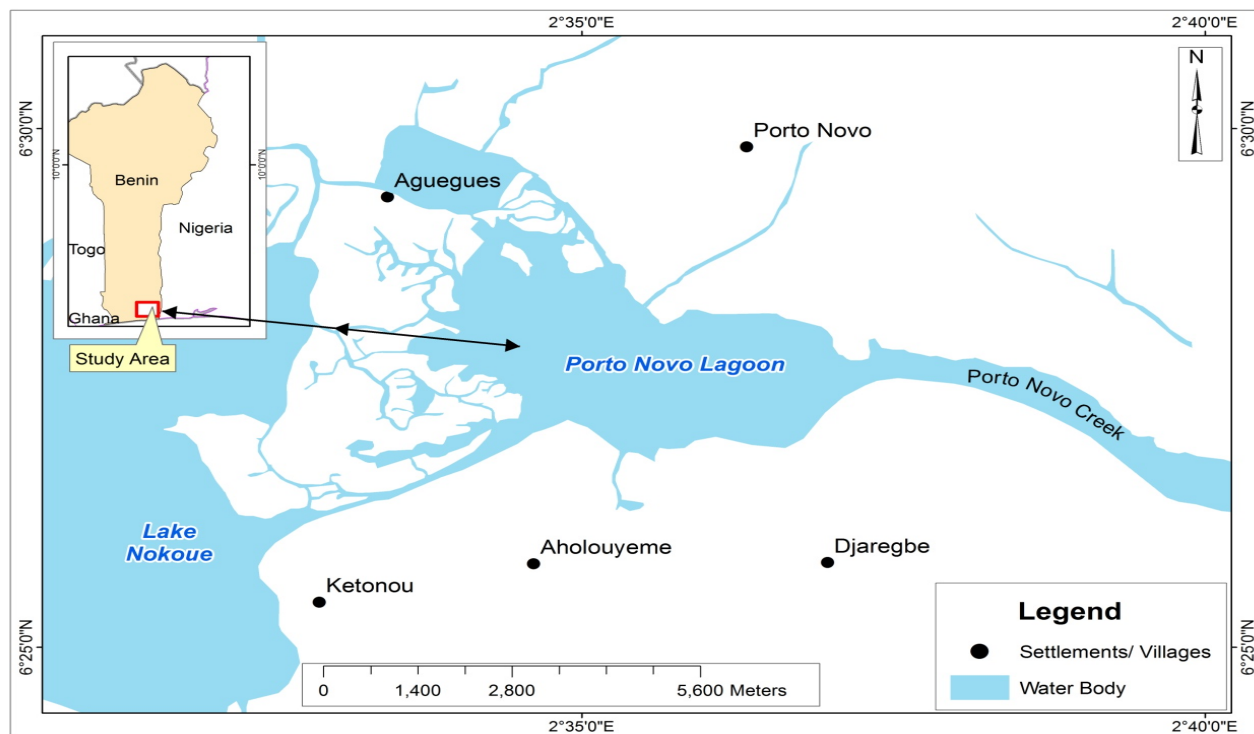 2°35'0"E
2°40'0"E
6°30'0"N
6°30'0"N
6°25'0"N
6°25'0"N
2°35'0"E
2°40'0"E
10°0'0"N
10°0'0"N
Benin
Nigeria
Togo
Ghana
Study Area
N
Porto Novo
Aguegues
Porto Novo Lagoon
Porto Novo Creek
Lake
Nokoue
Aholouyeme
Djaregbe
Ketonou
0 1,400 2,800 5,600 Meters
Legend
Settlements/ Villages
Water Body